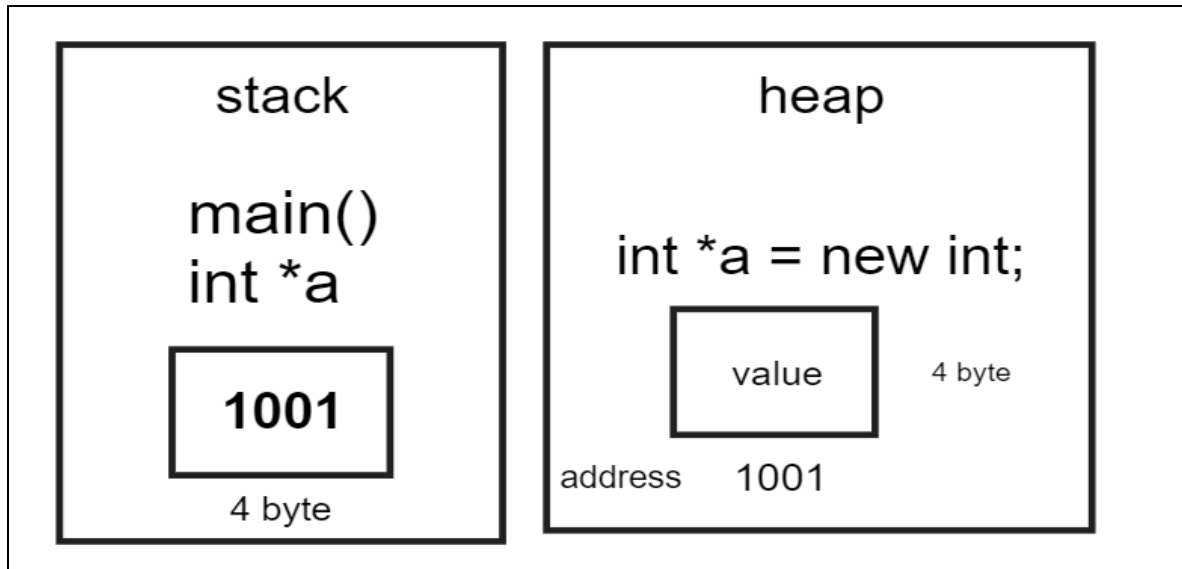 stack
main()
int *a
1001
4 byte
heap
int *a = new int;
value
4 byte
address 1001